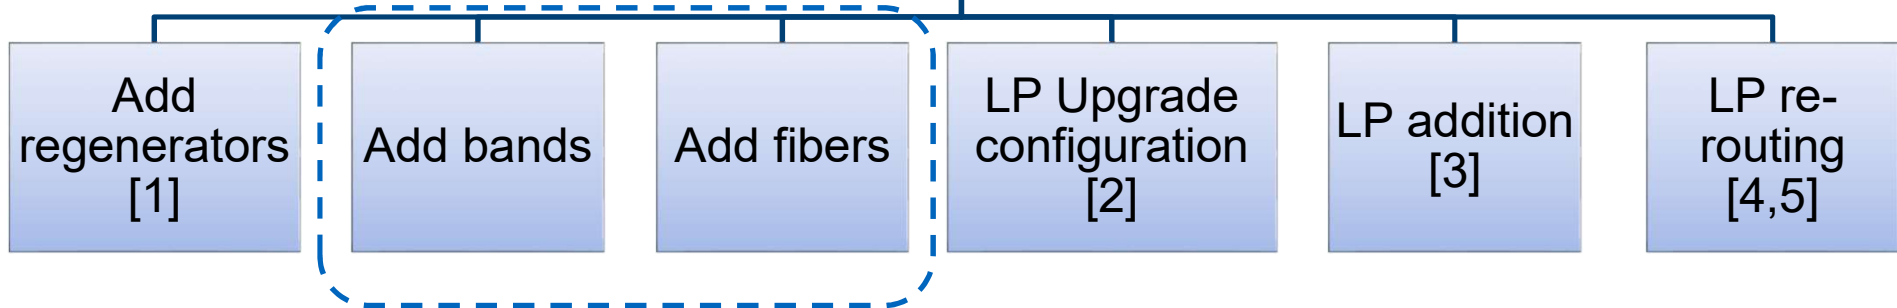 Add
regenerators
[1]
Add bands
Add fibers
LP Upgrade
configuration
[2]
LP addition
[3]
LP re-
routing
[4,5]